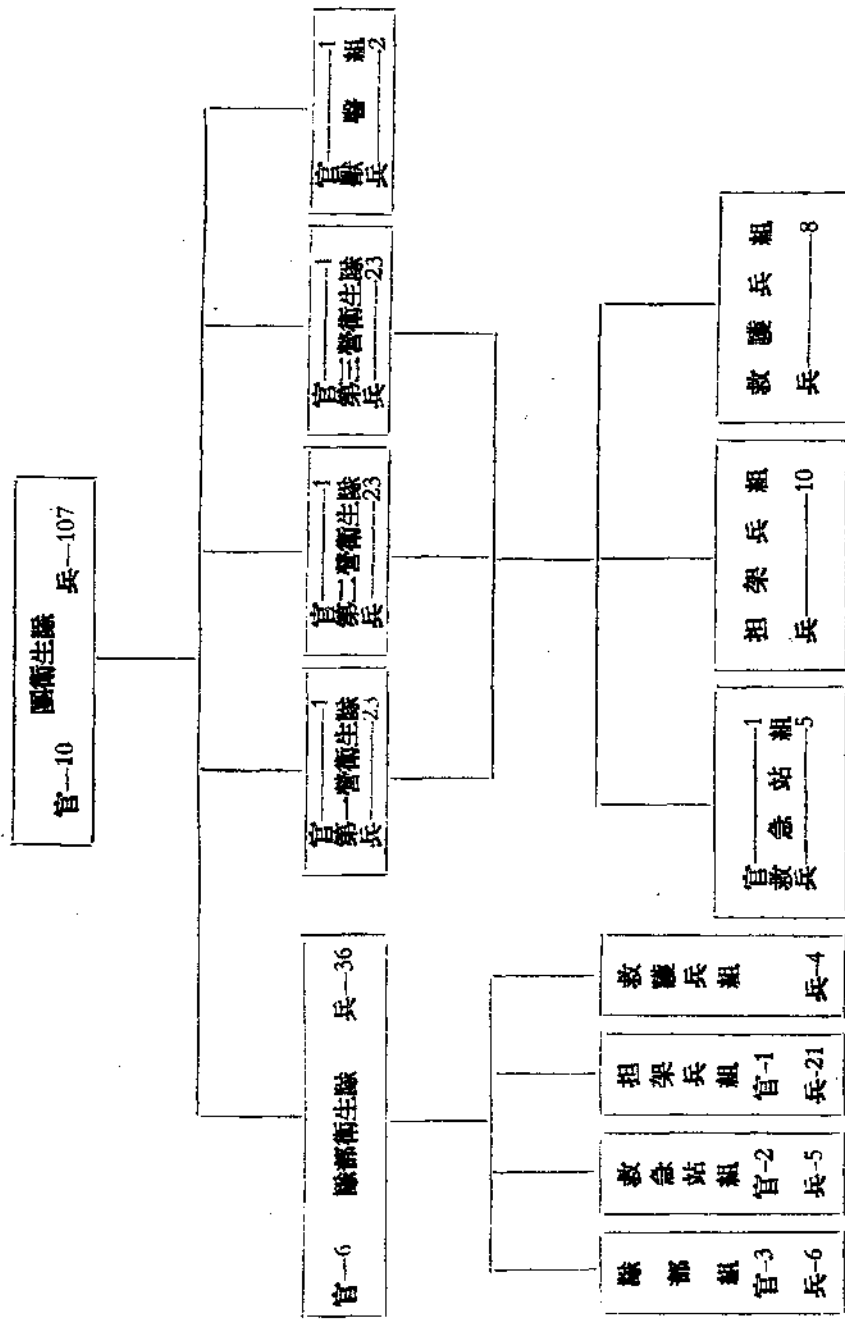 團衛生隊
官—10 兵—107
隊部衛生隊
官—6 兵—36
官———1
第一營衛生隊
兵———23
官———1
第二營衛生隊
兵———23
官———1
第三營衛生隊
兵———23
官———1
獸醫組
兵———2
隊部組
官-3
兵-6
救急站組
官-2
兵-5
担架兵組
官-1
兵-21
救護兵組
兵-4
官———1
救急站組
兵———5
担架兵組
兵———10
救護兵組
兵———8